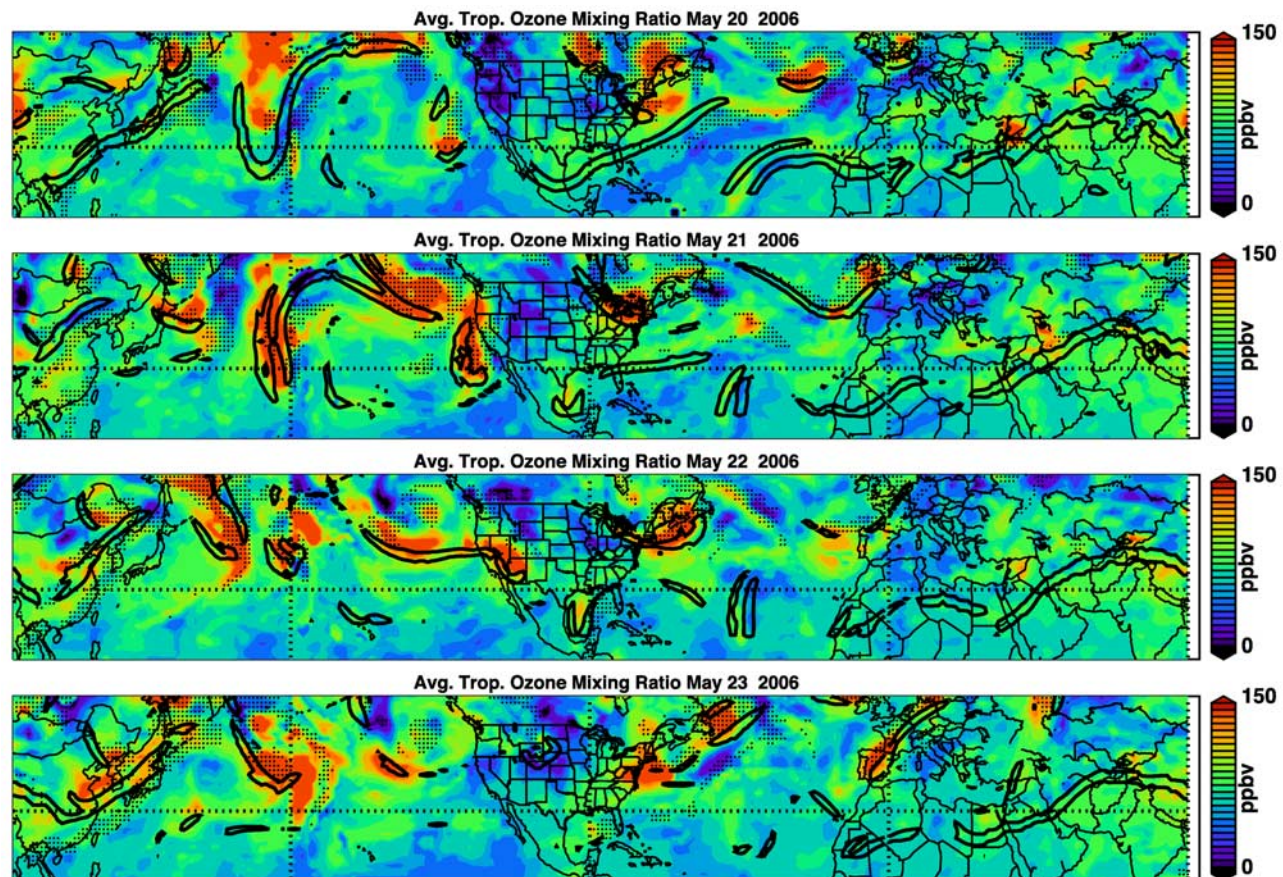 Avg. Trop. Ozone Mixing Ratio May 20  2006
150
ppbv
0
Avg. Trop. Ozone Mixing Ratio May 21  2006
150
ppbv
0
Avg. Trop. Ozone Mixing Ratio May 22  2006
150
ppbv
0
Avg. Trop. Ozone Mixing Ratio May 23  2006
150
ppbv
0